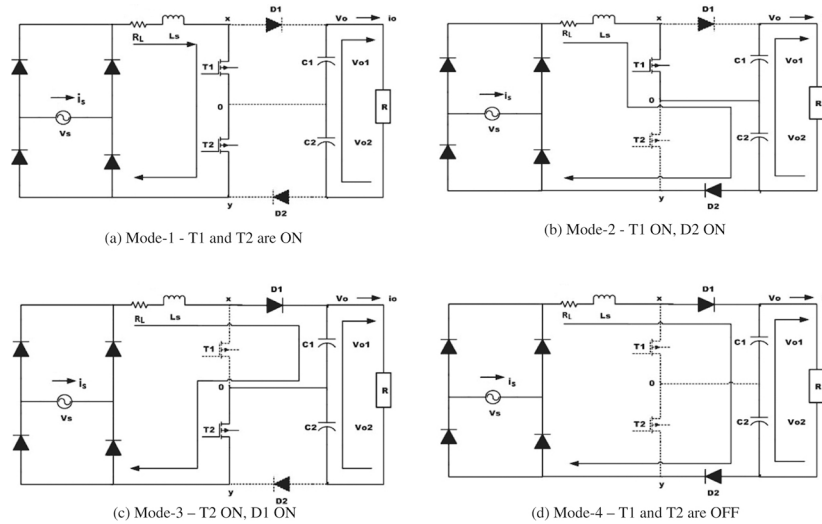 x
D1
Vo
io
RL
Ls
T1
C1
Vo1
is
0
R
Vs
T2
C2
Vo2
y
D2
(a) Mode-1 - T1 and T2 are ON
x
D1
Vo
io
RL
Ls
T1
C1
Vo1
is
0
R
Vs
T2
C2
Vo2
y
D2
(b) Mode-2 - T1 ON, D2 ON
x
D1
Vo
io
RL
Ls
T1
C1
Vo1
is
0
R
Vs
T2
C2
Vo2
y
D2
(c) Mode-3 – T2 ON, D1 ON
x
D1
Vo
io
RL
Ls
T1
C1
Vo1
is
0
R
Vs
T2
C2
Vo2
y
D2
(d) Mode-4 – T1 and T2 are OFF